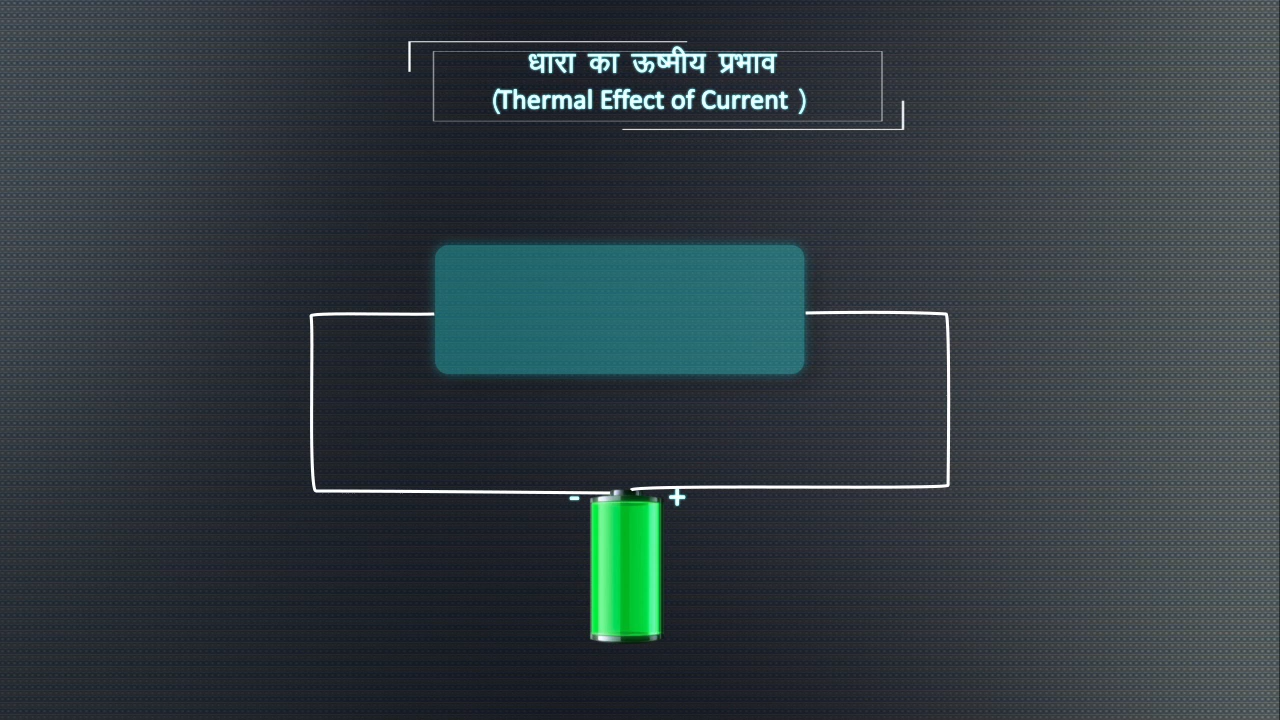 धारा का ऊष्मीय प्रभाव
(Thermal Effect of Current )
- +